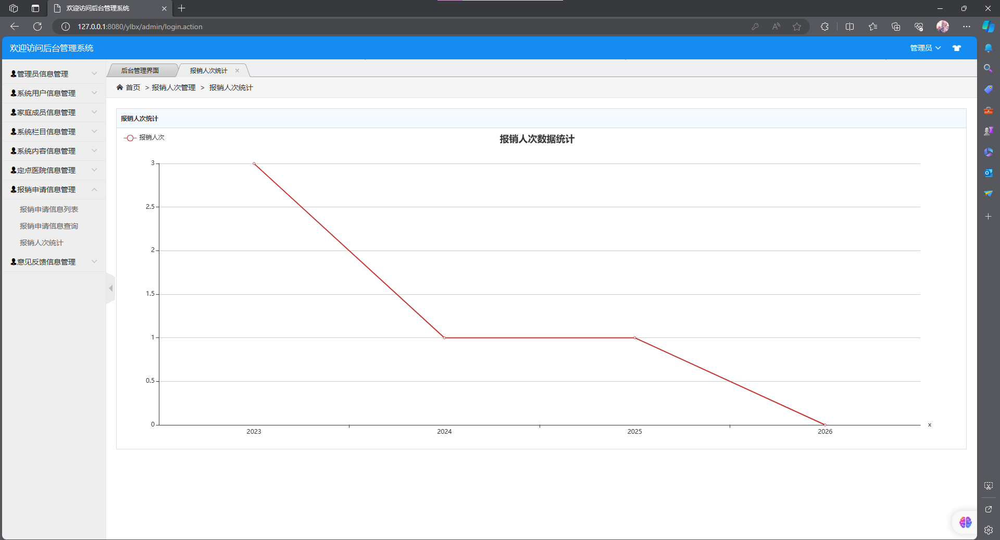 欢迎访问后台管理系统
127.0.0.1:8080/ylbx/admin/login.action
欢迎访问后台管理系统
管理员
管理员信息管理
系统用户信息管理
家庭成员信息管理
系统栏目信息管理
系统内容信息管理
定点医院信息管理
报销申请信息管理
报销申请信息列表
报销申请信息查询
报销人次统计
意见反馈信息管理
后台管理界面
报销人次统计
首页 > 报销人次管理 > 报销人次统计
报销人次统计
报销人次
报销人次数据统计
3
2.5
2
1.5
1
0.5
0
2023 2024 2025 2026
x